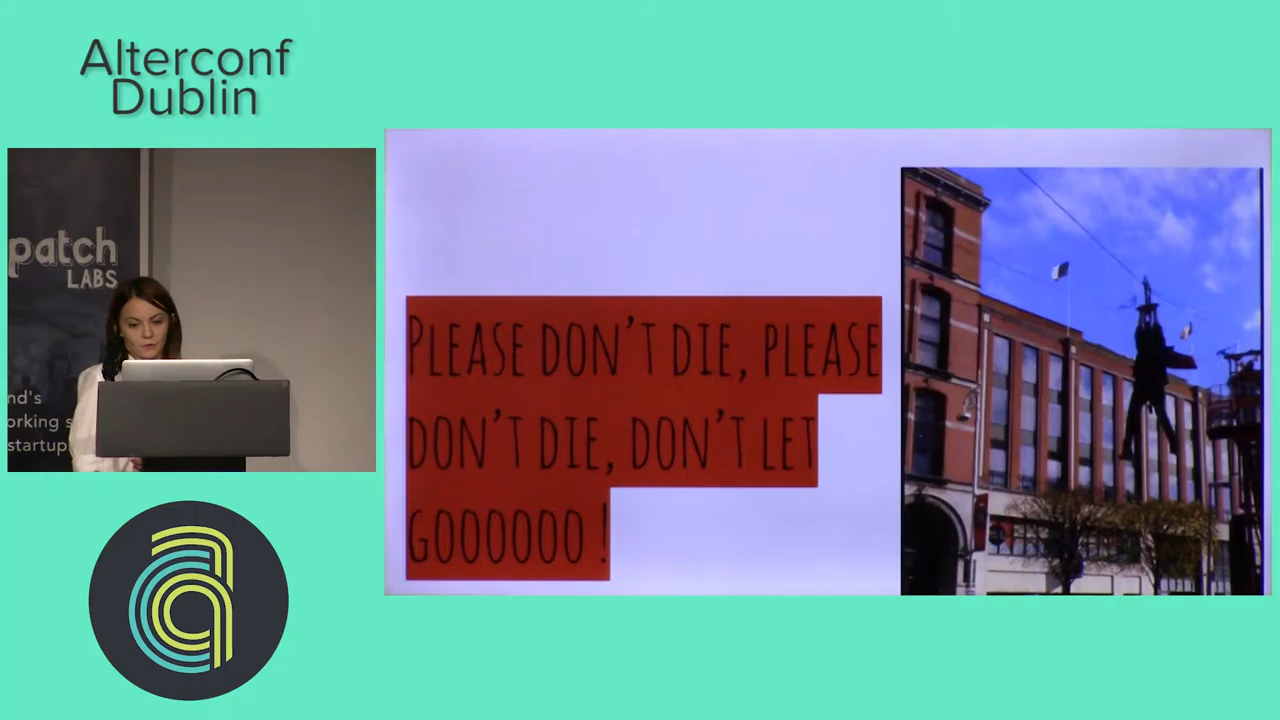 Alterconf
Dublin
patch
LABS
nd's
orking s
startup
PLEASE DON'T DIE, PLEASE
DON'T DIE, DON'T LET
GOOOOOO !